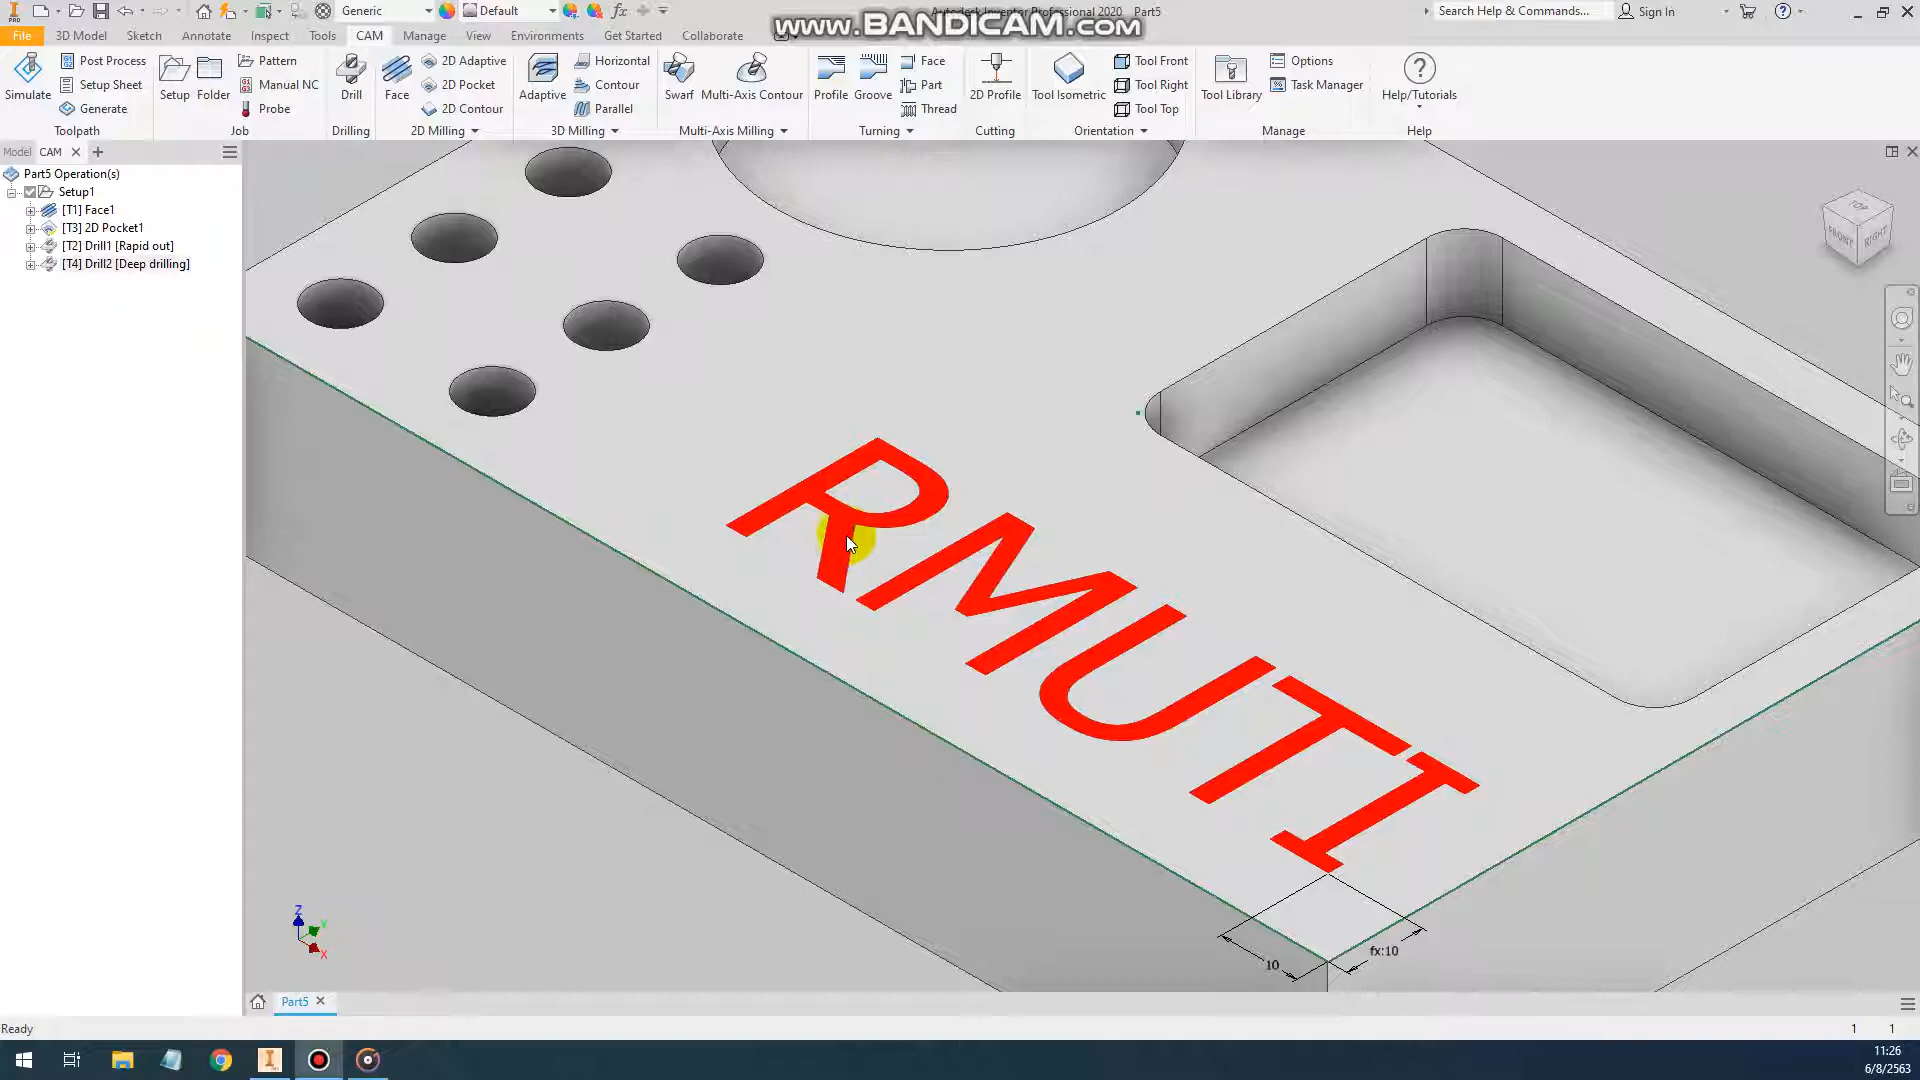 Generic
Default
Autodesk Inventor Professional 2020 Part5
www.BANDICAM.com
Search Help & Commands...
Sign In
File
3D Model
Sketch
Annotate
Inspect
Tools
CAM
Manage
View
Environments
Get Started
Collaborate
Simulate
Post Process
Setup Sheet
Generate
Toolpath
Setup
Folder
Pattern
Manual NC
Probe
Job
Drill
Drilling
Face
2D Adaptive
2D Pocket
2D Contour
2D Milling
Adaptive
Horizontal
Contour
Parallel
3D Milling
Swarf
Multi-Axis Contour
Multi-Axis Milling
Profile
Groove
Face
Part
Thread
Turning
2D Profile
Cutting
Tool Isometric
Tool Front
Tool Right
Tool Top
Orientation
Tool Library
Options
Task Manager
Manage
Help/Tutorials
Help
Model
CAM
Part5 Operation(s)
Setup1
[T1] Face1
[T3] 2D Pocket1
[T2] Drill1 [Rapid out]
[T4] Drill2 [Deep drilling]
TOP
FRONT
RIGHT
RMUTI
10
fx:10
Z
Y
X
Part5
Ready
1
1
11:26
6/8/2563